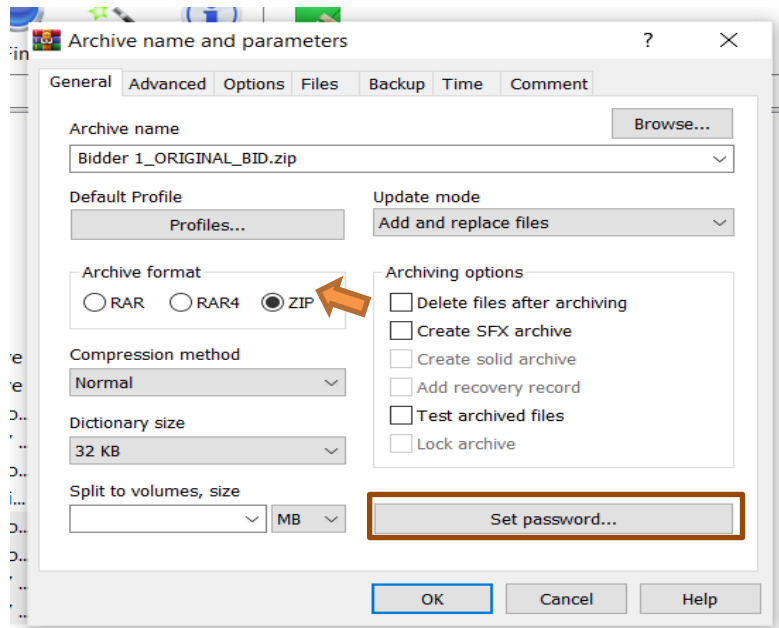 Archive name and parameters
?
General Advanced Options Files Backup Time Comment
Archive name
Browse...
Bidder 1_ORIGINAL_BID.zip
Default Profile
Update mode
Profiles...
Add and replace files
Archive format
Archiving options
RAR RAR4 ZIP
Delete files after archiving
Create SFX archive
Compression method
Create solid archive
Normal
Add recovery record
Dictionary size
Test archived files
32 KB
Lock archive
Split to volumes, size
MB
Set password...
OK Cancel Help